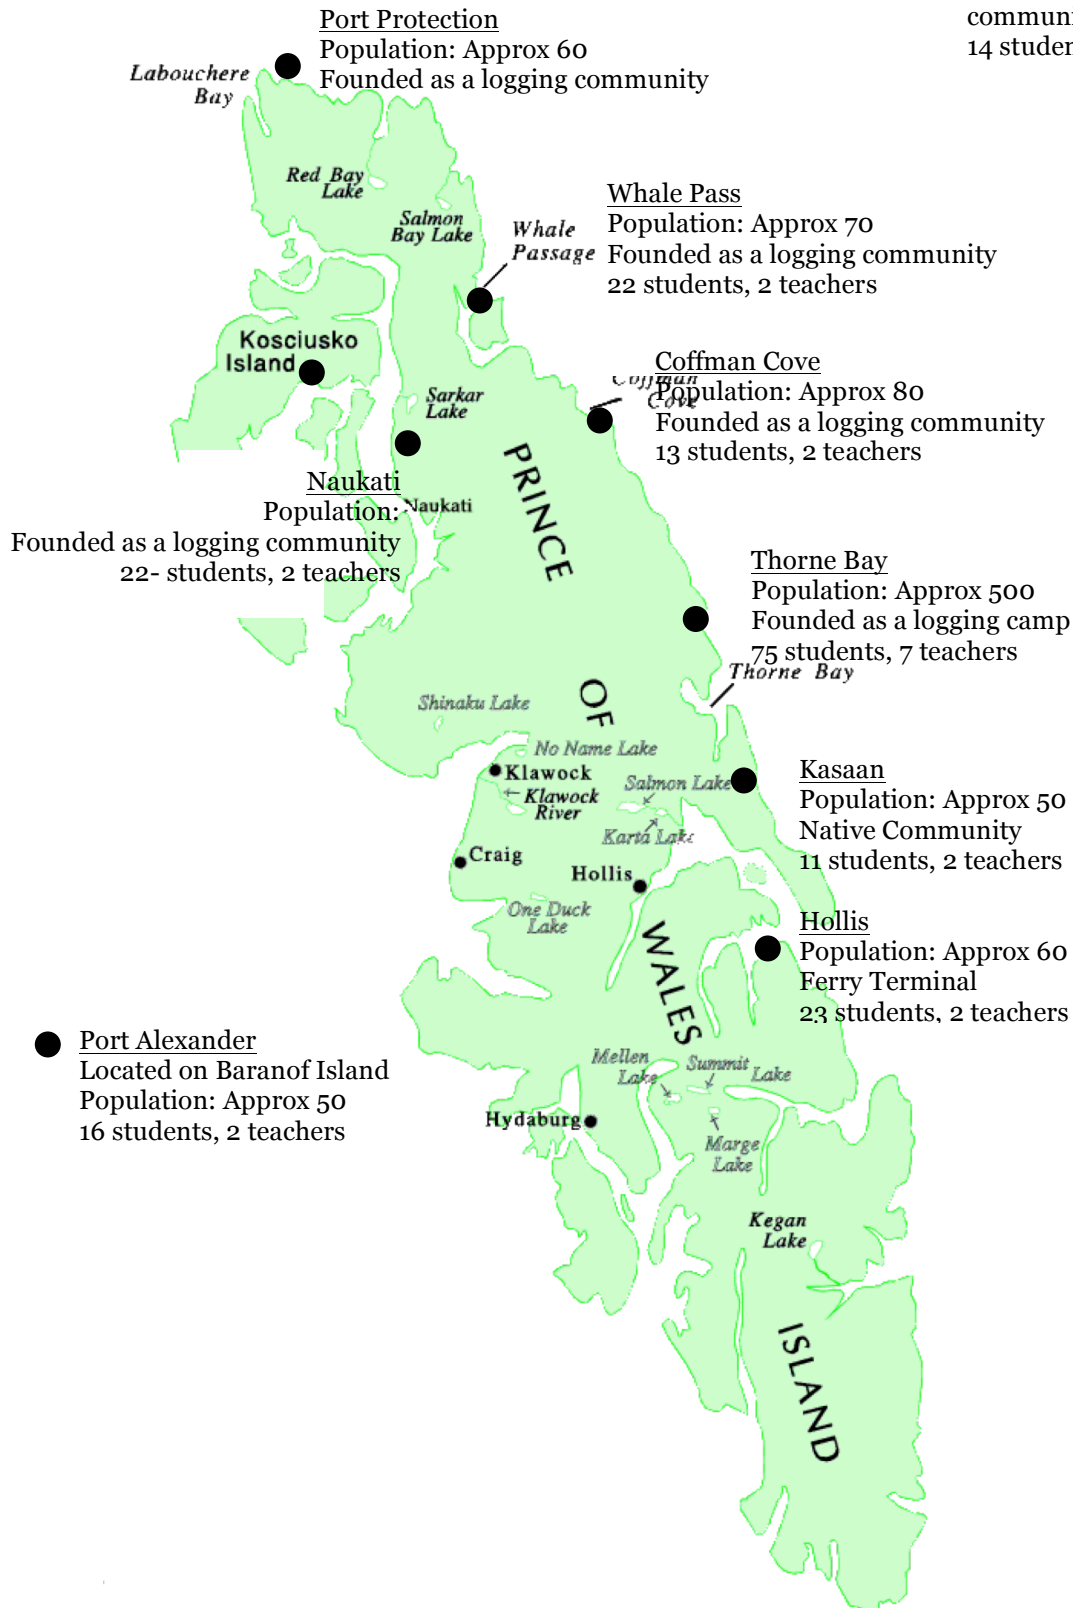 Port Protection
Population: Approx 60
Founded as a logging community
communi
14 studen
Labouchere
Bay
Red Bay
Lake
Salmon
Bay Lake
Whale
Passage
Whale Pass
Population: Approx 70
Founded as a logging community
22 students, 2 teachers
Kosciusko
Island
Coffman Cove
Population: Approx 80
Founded as a logging community
13 students, 2 teachers
Coffman
Cove
Sarkar
Lake
Naukati
Population:
Founded as a logging community
22- students, 2 teachers
Naukati
PRINCE
OF
WALES
ISLAND
Thorne Bay
Population: Approx 500
Founded as a logging camp
75 students, 7 teachers
Thorne Bay
Shinaku Lake
No Name Lake
Klawock
Klawock
River
Salmon Lake
Karta Lake
Kasaan
Population: Approx 50
Native Community
11 students, 2 teachers
Craig
Hollis
One Duck
Lake
Hollis
Population: Approx 60
Ferry Terminal
23 students, 2 teachers
Port Alexander
Located on Baranof Island
Population: Approx 50
16 students, 2 teachers
Mellen
Lake
Summit
Lake
Hydaburg
Marge
Lake
Kegan
Lake